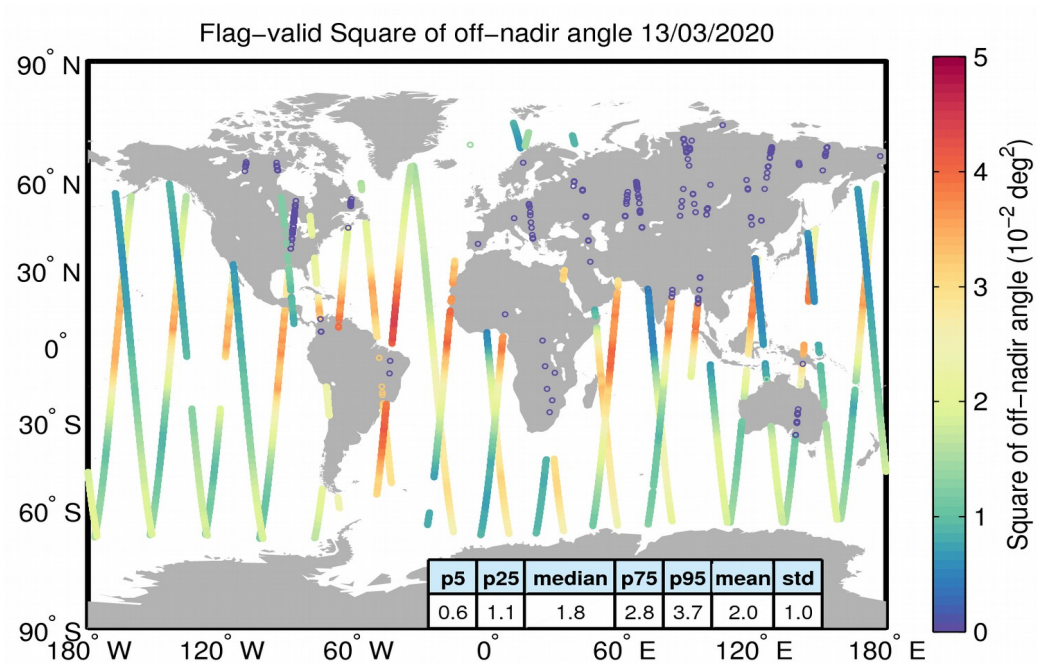 Flag−valid Square of off−nadir angle 13/03/2020
90° N
60° N
30° N
0°
30° S
60° S
90° S
180° W
120° W
60° W
0°
60° E
120° E
180° E
5
4
3
2
1
0
Square of off−nadir angle (10⁻² deg²)
p5 p25 median p75 p95 mean std
0.6 1.1 1.8 2.8 3.7 2.0 1.0